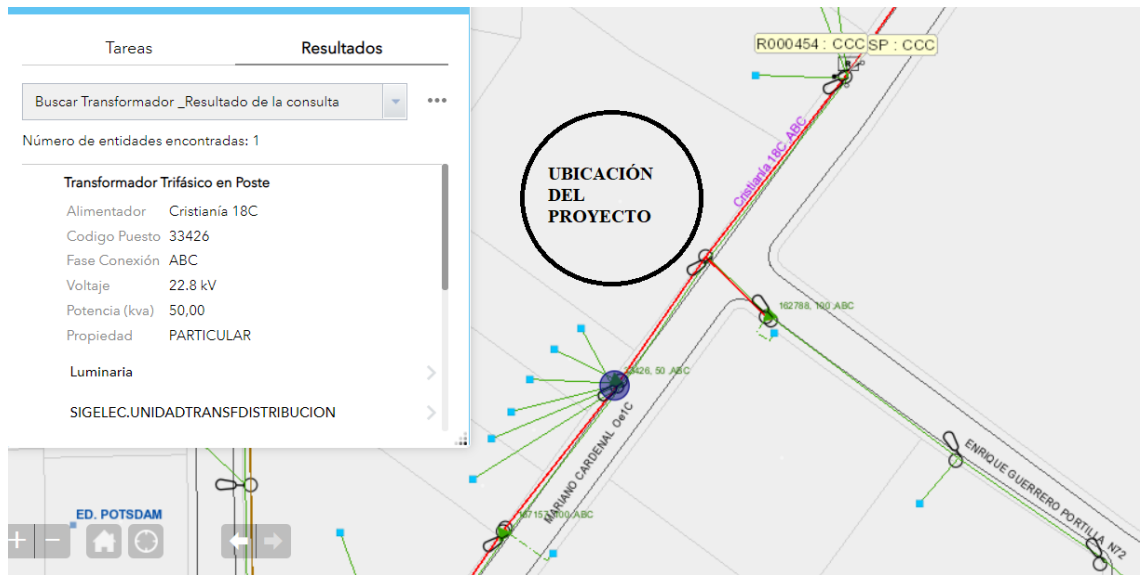 Tareas
Resultados
Buscar Transformador _Resultado de la consulta
Número de entidades encontradas: 1
Transformador Trifásico en Poste
Alimentador Cristianía 18C
Codigo Puesto 33426
Fase Conexión ABC
Voltaje 22.8 kV
Potencia (kva) 50,00
Propiedad PARTICULAR
Luminaria
SIGELEC.UNIDADTRANSFDISTRIBUCION
R000454 : CCC
SP : CCC
UBICACIÓN
DEL
PROYECTO
Cristianía 18C ABC
162788, 100 ABC
50 ABC
MARIANO CARDENAL Oe1C
ENRIQUE GUERRERO PORTILLA N72
ABC
ED. POTSDAM